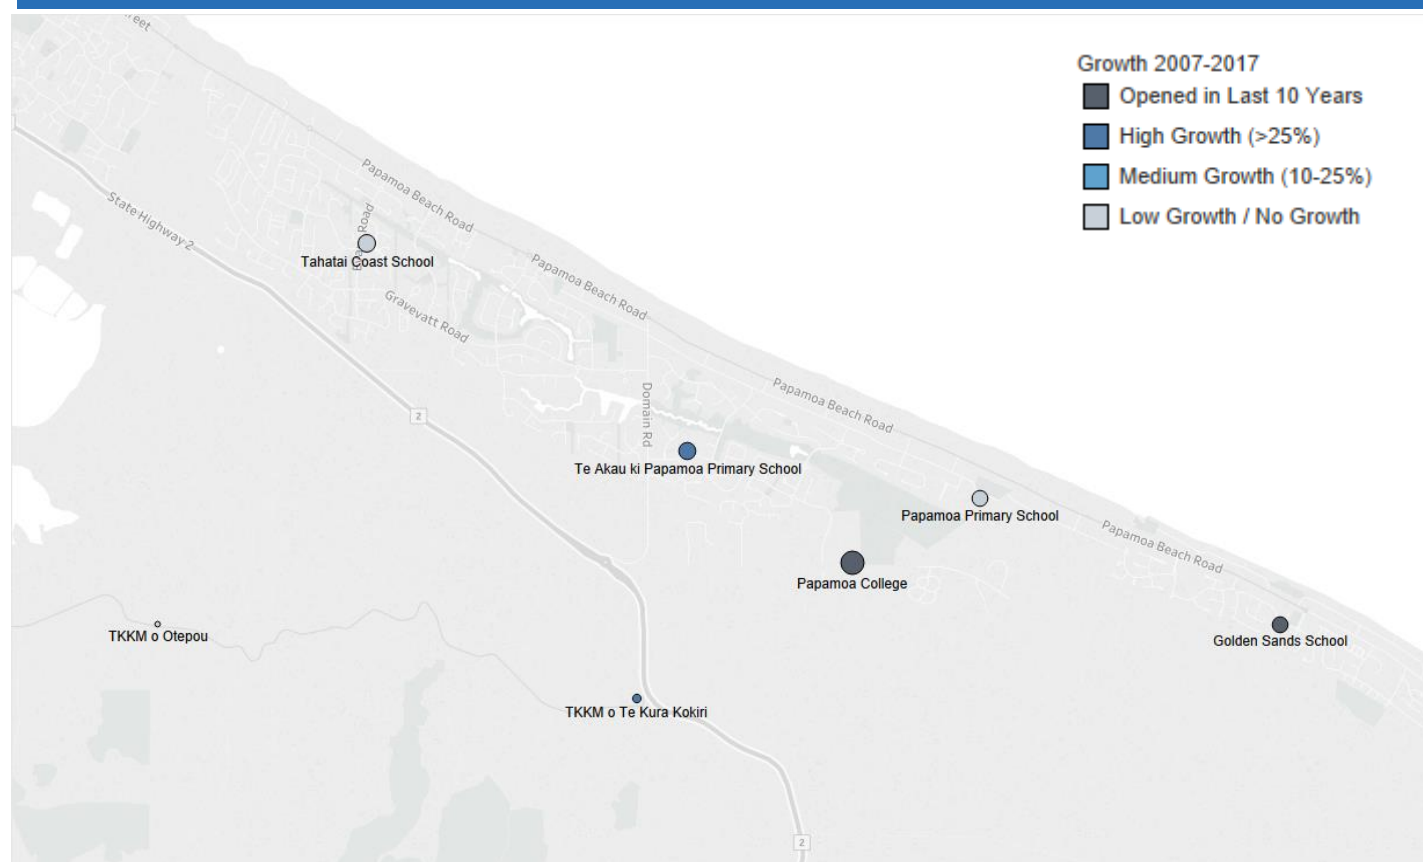 Street
Growth 2007-2017
Opened in Last 10 Years
High Growth (>25%)
Medium Growth (10-25%)
Low Growth / No Growth
Papamoa Beach Road
State Highway 2
Road
Tahatai Coast School
Papamoa Beach Road
Gravevatt Road
Papamoa Beach Road
Domain Rd
2
Te Akau ki Papamoa Primary School
Papamoa Primary School
Papamoa Beach Road
Papamoa College
TKKM o Otepou
Golden Sands School
TKKM o Te Kura Kokiri
2